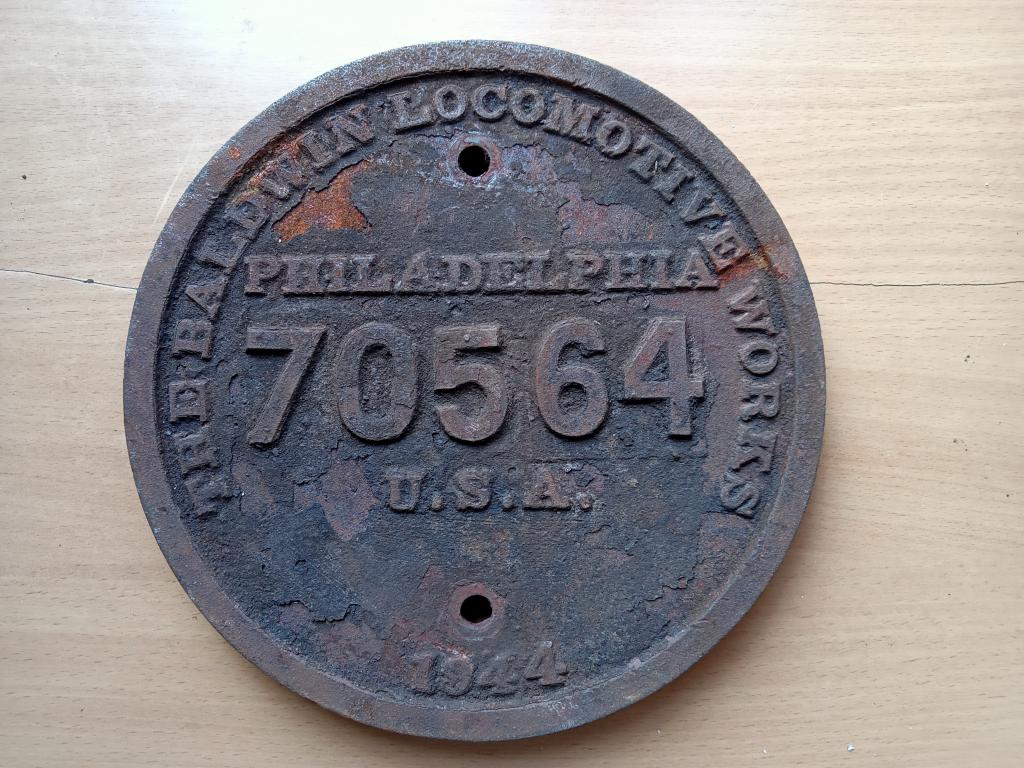 THE BALDWIN LOCOMOTIVE WORKS
PHILADELPHIA
70564
U.S.A.
1944